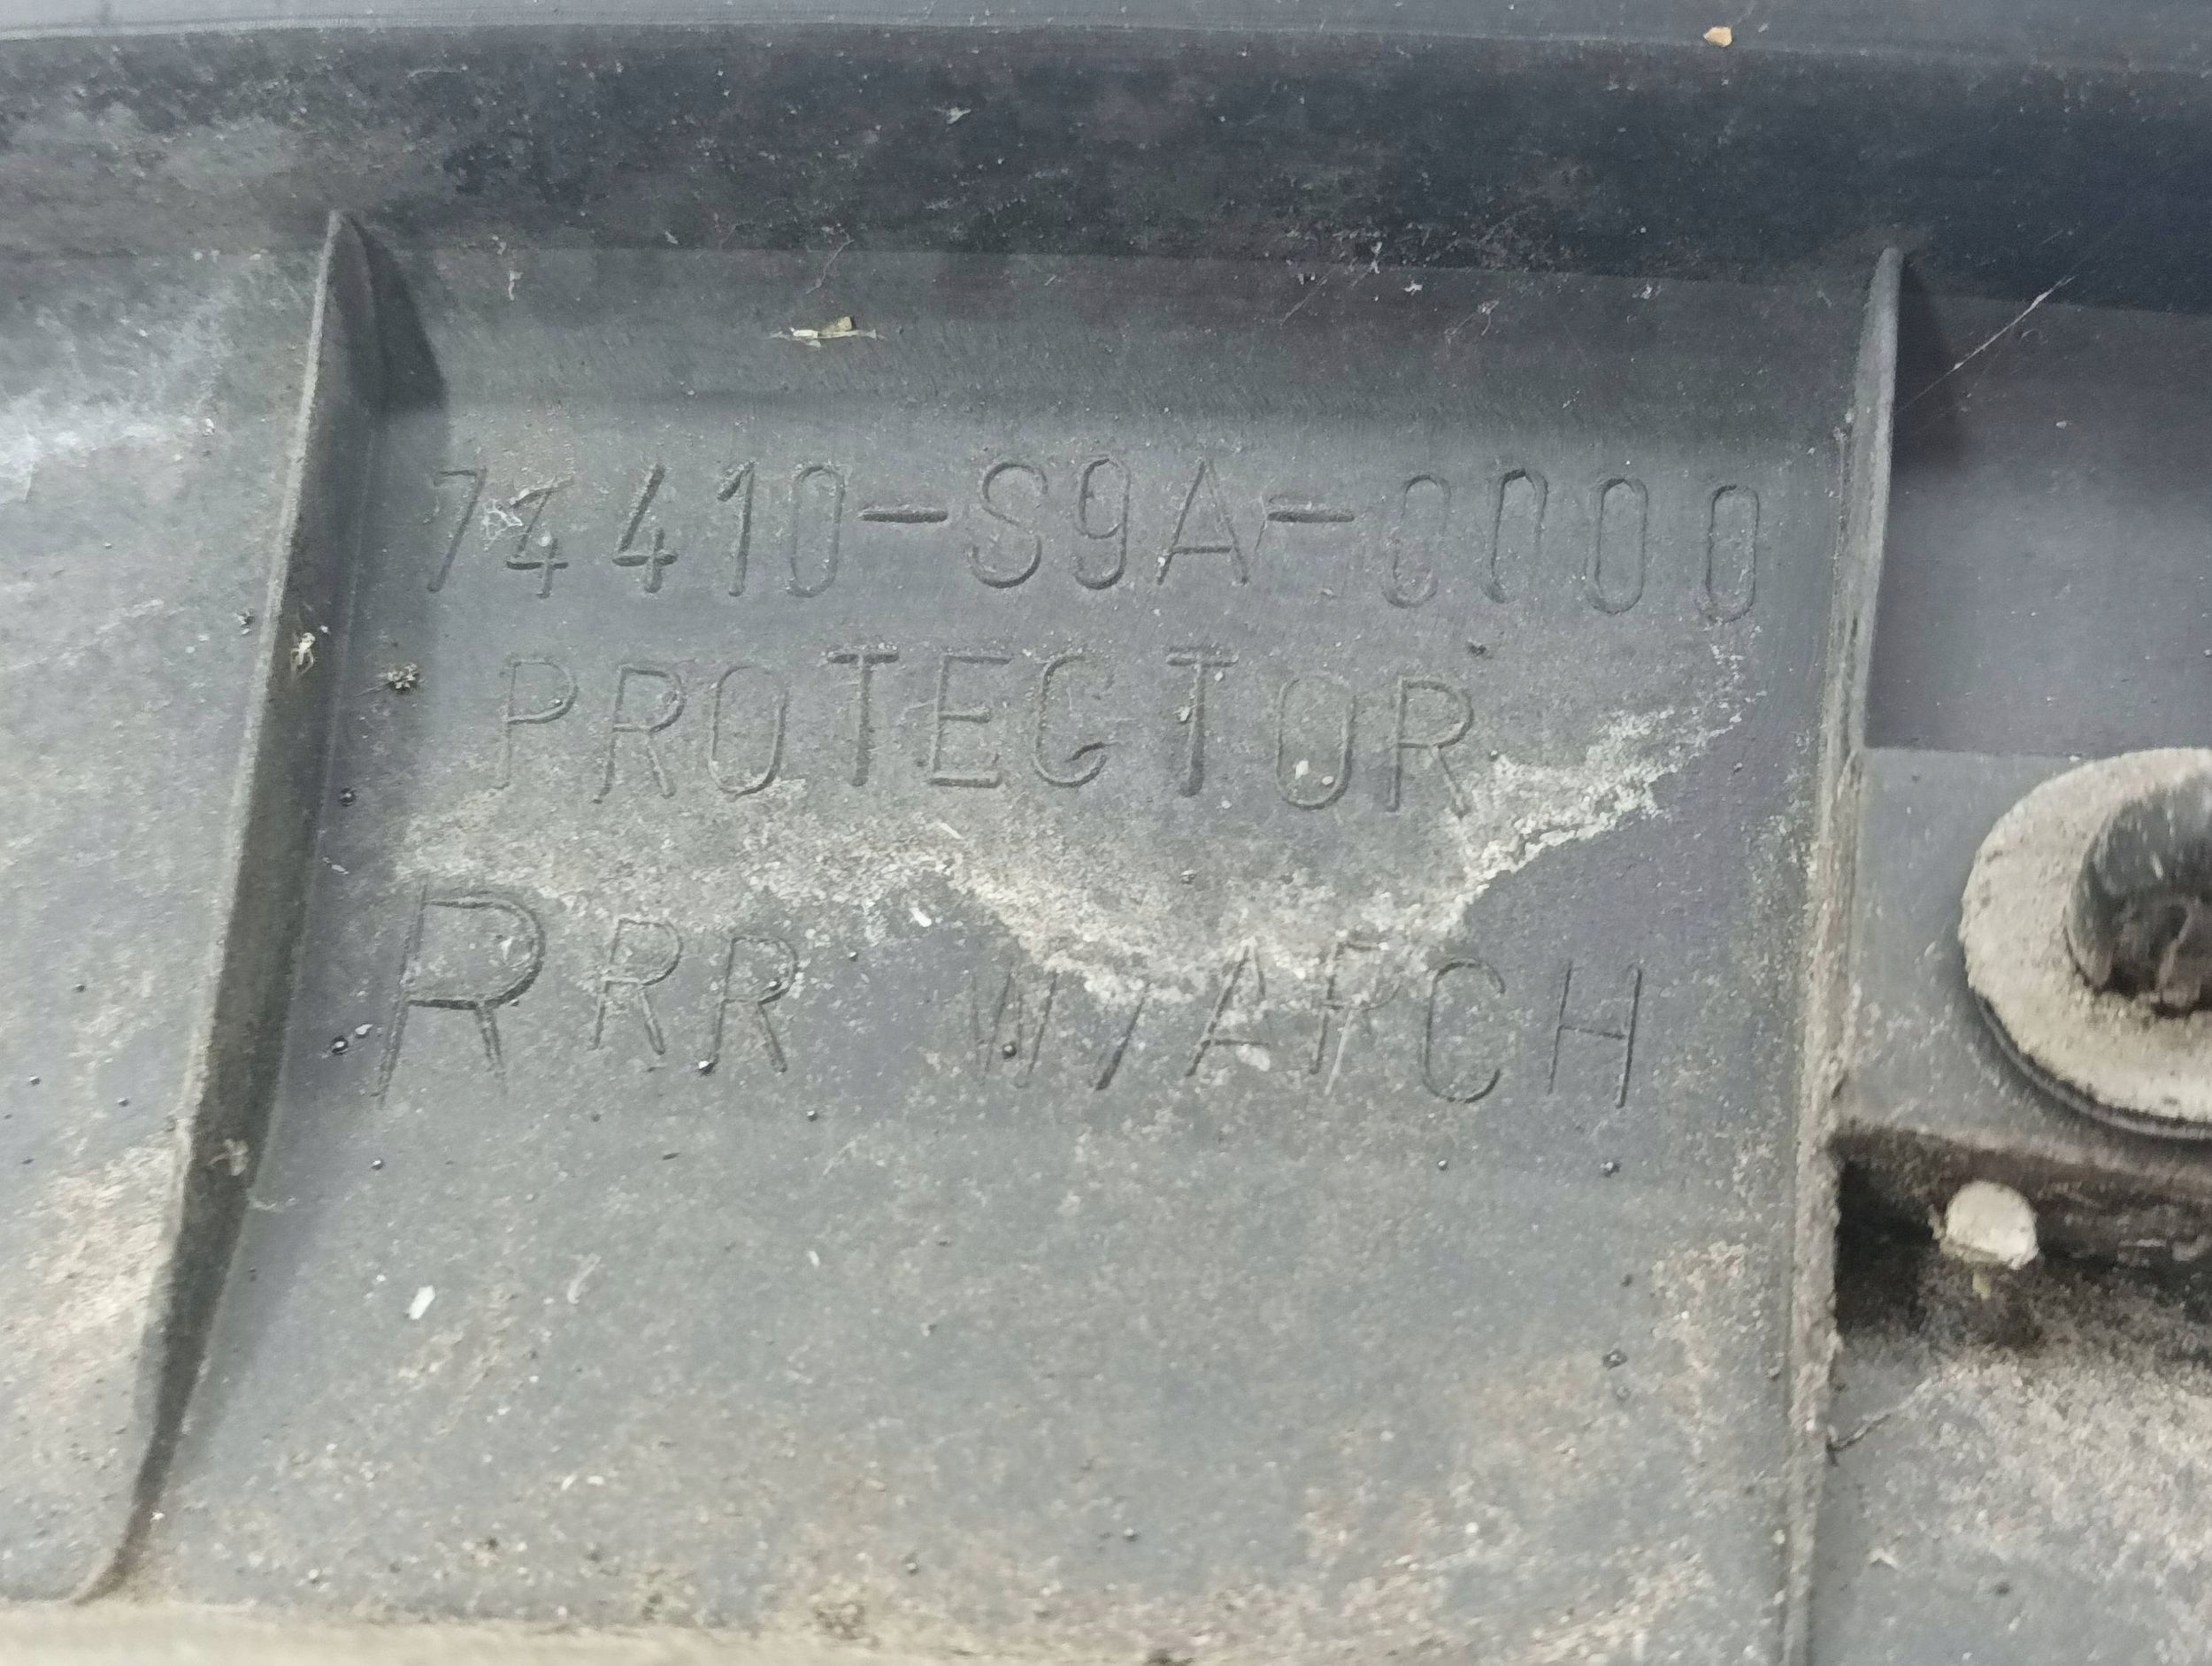 74410-S9A-0000
PROTECTOR
R RR W/ARCH